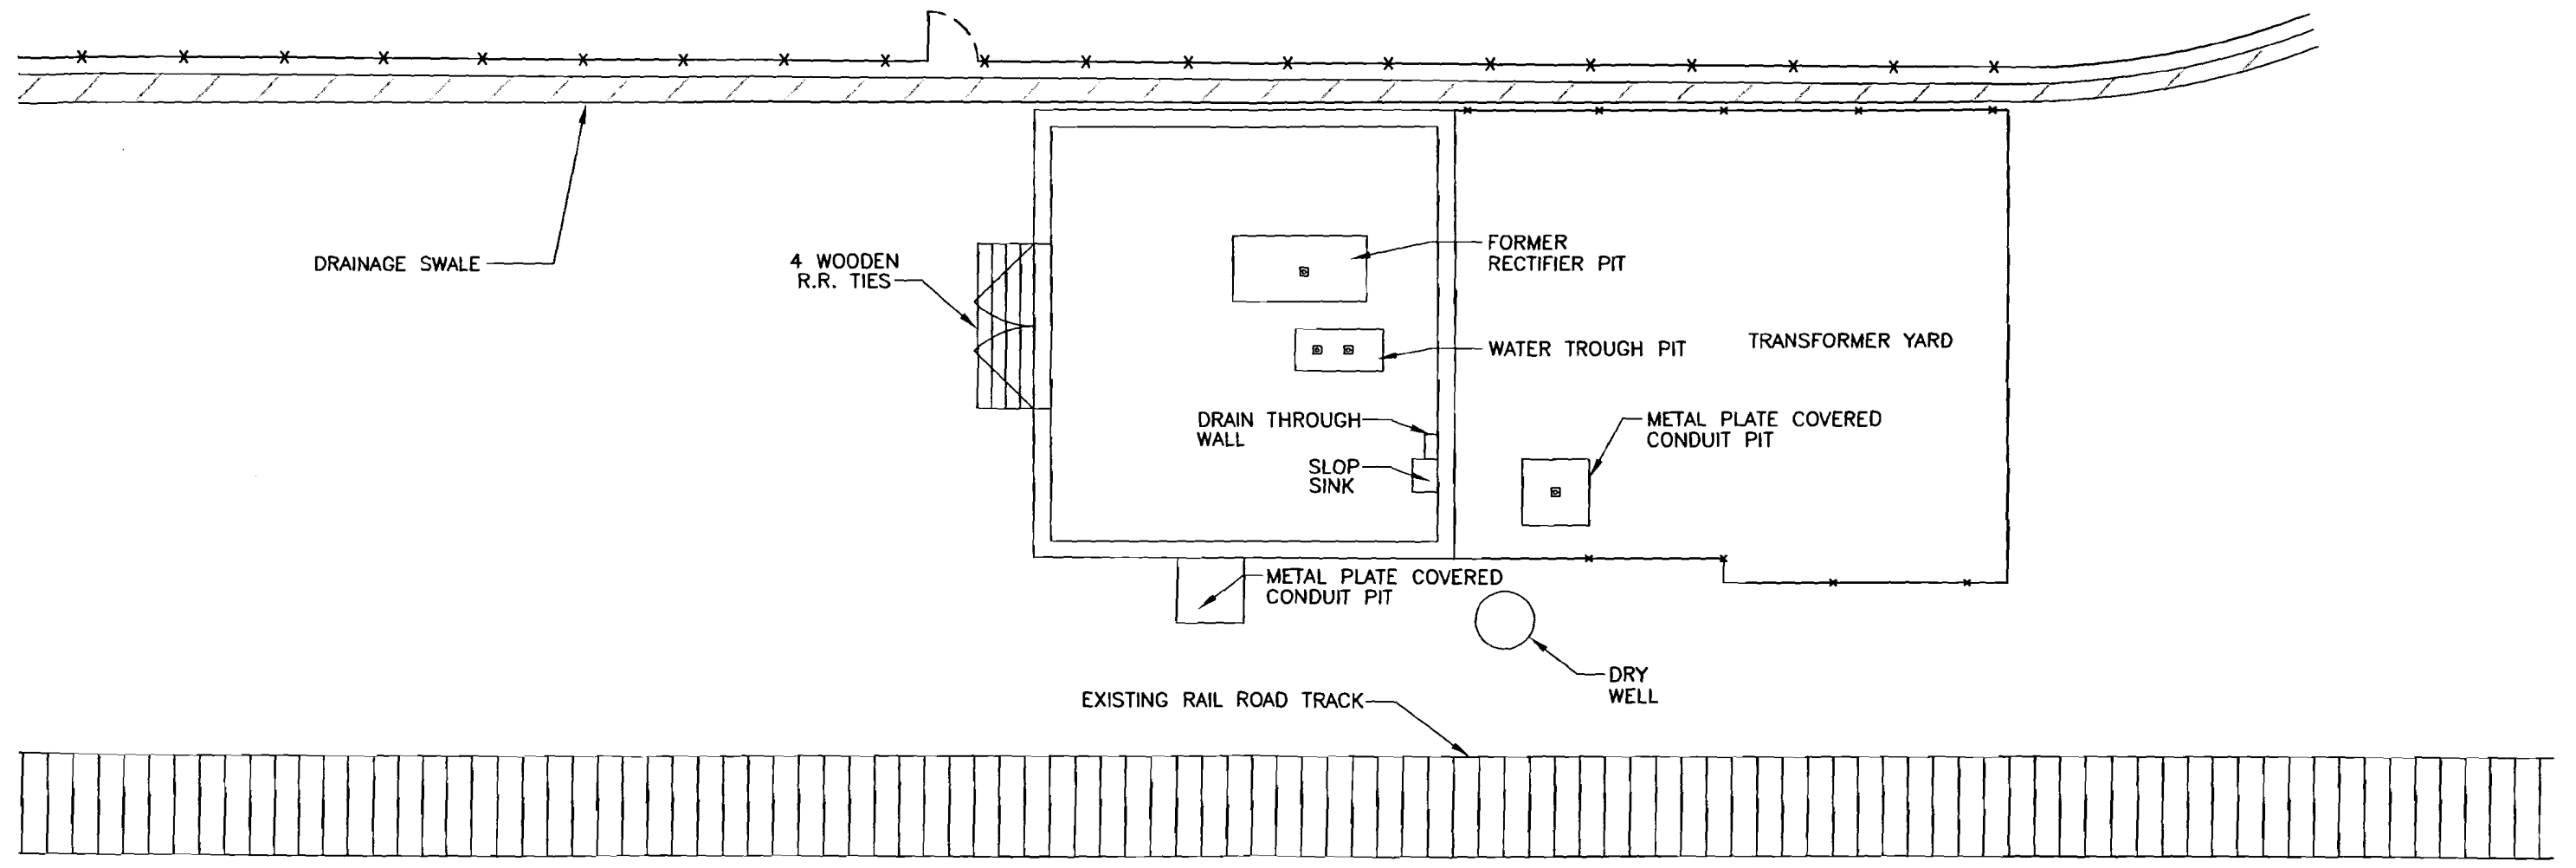 DRAINAGE SWALE
4 WOODEN
R.R. TIES
FORMER
RECTIFIER PIT
WATER TROUGH PIT
TRANSFORMER YARD
DRAIN THROUGH
WALL
SLOP
SINK
METAL PLATE COVERED
CONDUIT PIT
METAL PLATE COVERED
CONDUIT PIT
DRY
WELL
EXISTING RAIL ROAD TRACK